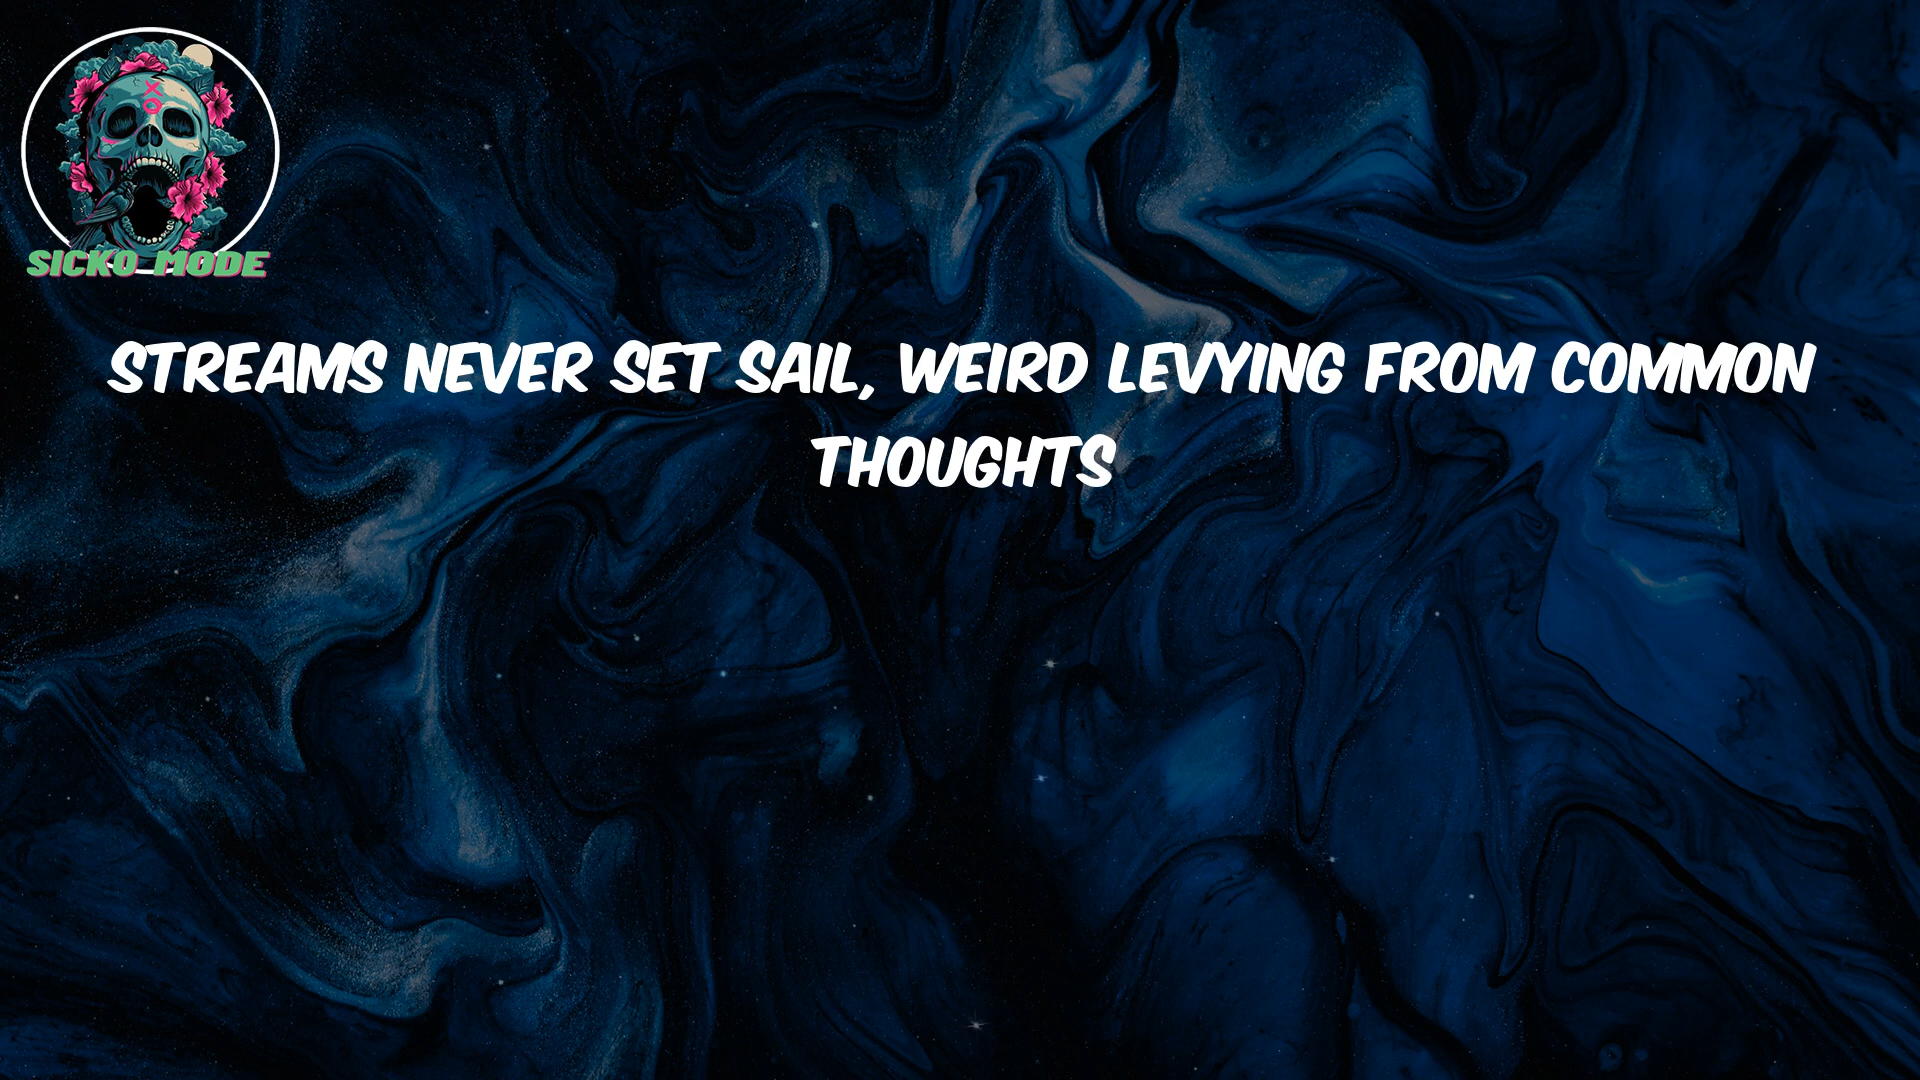 SICKO MODE
STREAMS NEVER SET SAIL, WEIRD LEVYING FROM COMMON
THOUGHTS